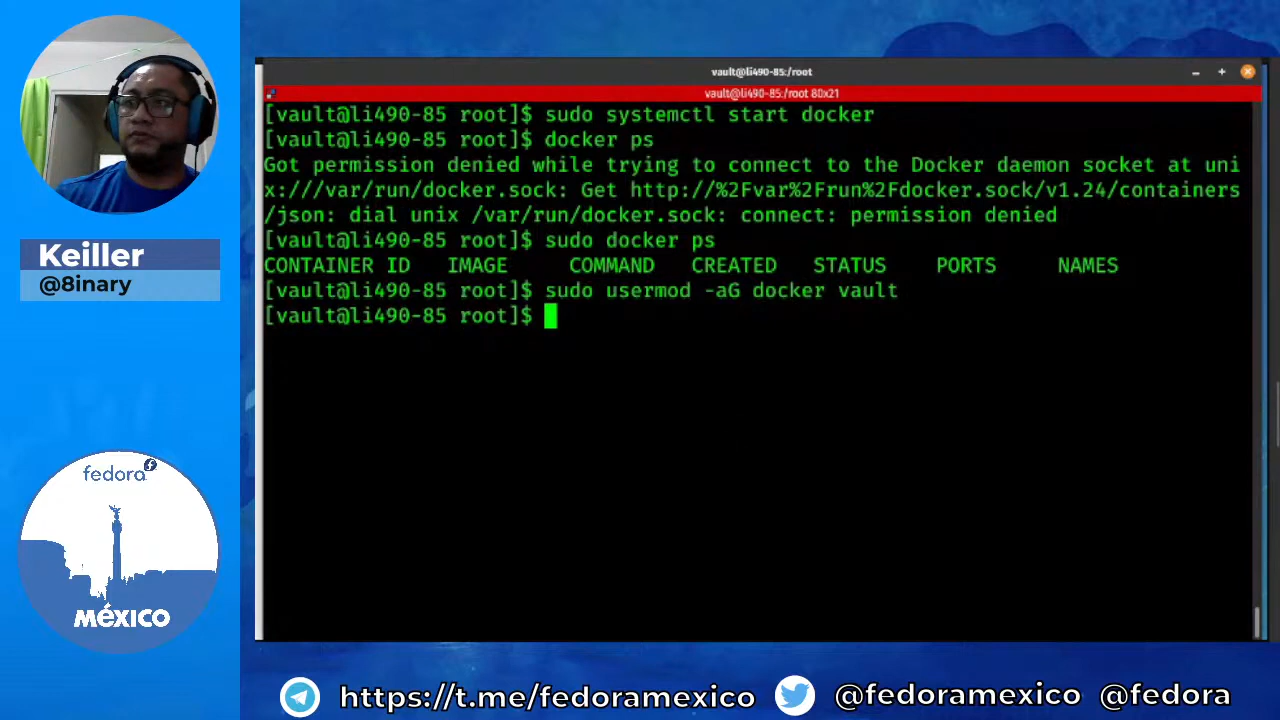 vault@li490-85:/root
vault@li490-85:/root 80x21
[vault@li490-85 root]$ sudo systemctl start docker
[vault@li490-85 root]$ docker ps
Got permission denied while trying to connect to the Docker daemon socket at uni
x:///var/run/docker.sock: Get http://%2Fvar%2Frun%2Fdocker.sock/v1.24/containers
/json: dial unix /var/run/docker.sock: connect: permission denied
[vault@li490-85 root]$ sudo docker ps
CONTAINER ID   IMAGE     COMMAND   CREATED   STATUS    PORTS     NAMES
[vault@li490-85 root]$ sudo usermod -aG docker vault
[vault@li490-85 root]$
Keiller
@8inary
fedora
MÉXICO
https://t.me/fedoramexico @fedoramexico @fedora